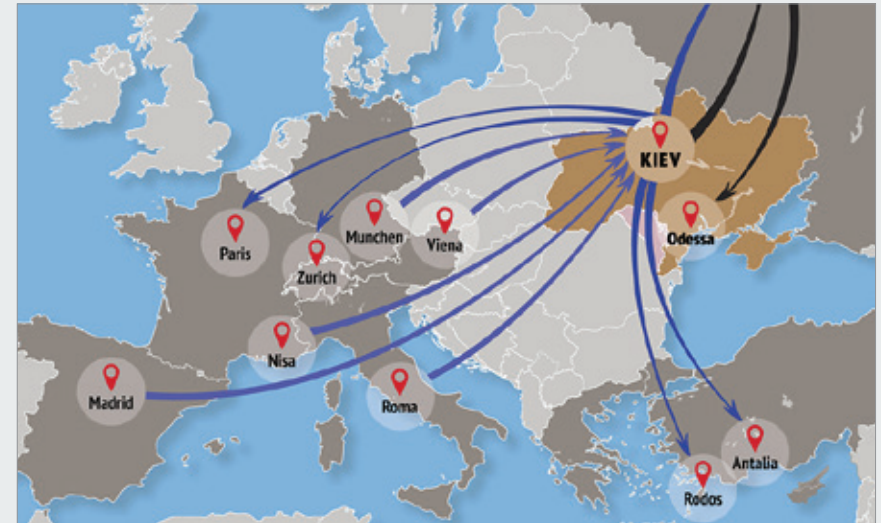 KIEV
Odessa
Paris
Munchen
Viena
Zurich
Nisa
Madrid
Roma
Antalia
Rodos